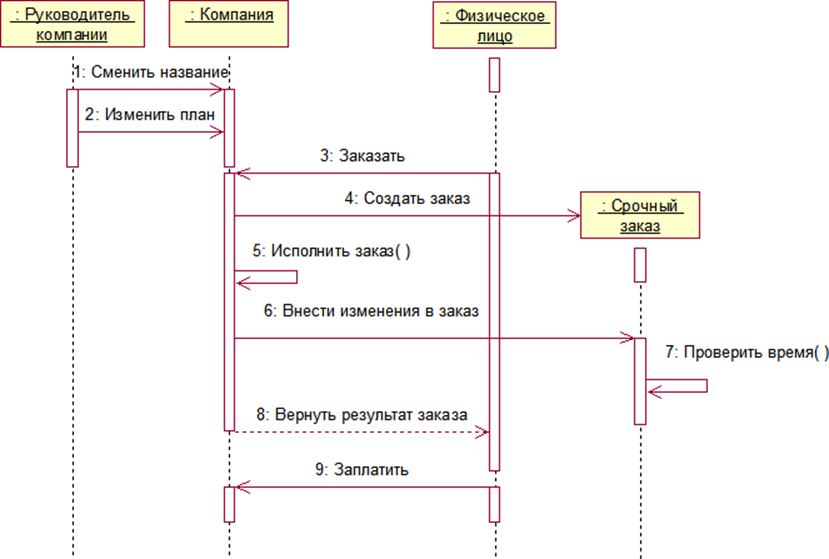 : Руководитель
компании
: Компания
: Физическое
лицо
1: Сменить название
2: Изменить план
3: Заказать
4: Создать заказ
: Срочный
заказ
5: Исполнить заказ( )
6: Внести изменения в заказ
7: Проверить время( )
8: Вернуть результат заказа
9: Заплатить